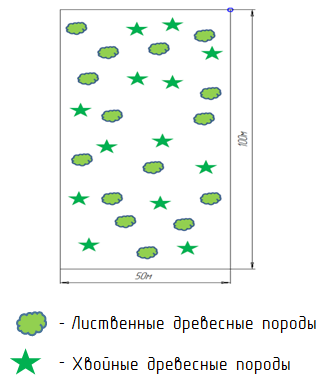 100м
50м
- Лиственные древесные породы
- Хвойные древесные породы